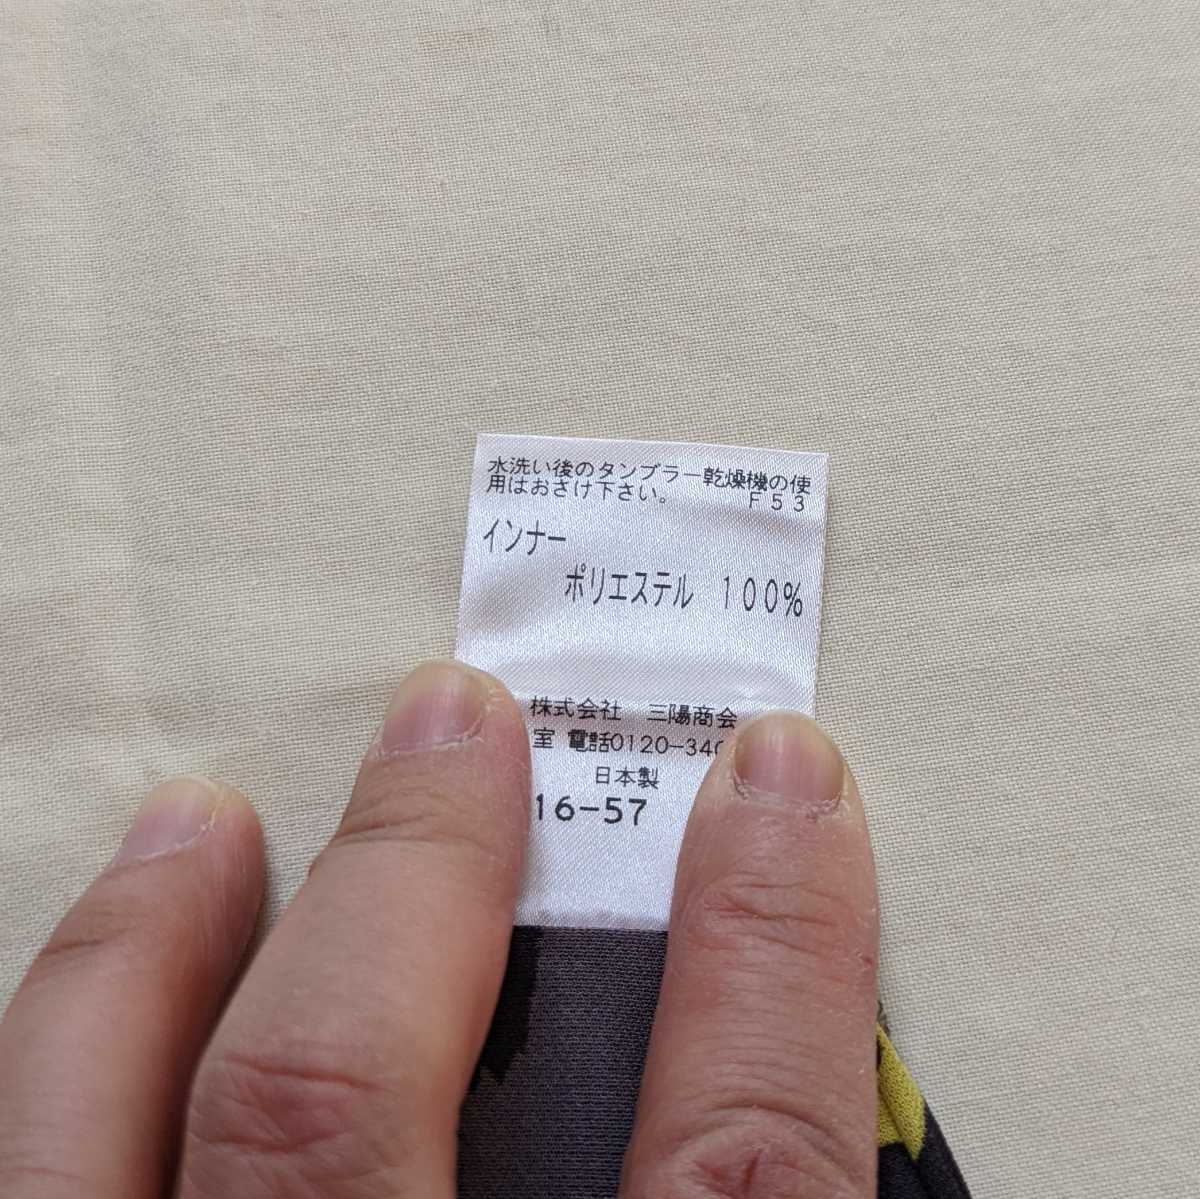 水洗い後のタンブラー乾燥機の使
用はおさけ下さい。 F53
インナー
ポリエステル 100%
株式会社 三陽商会
室 電話0120-340
日本製
16-57